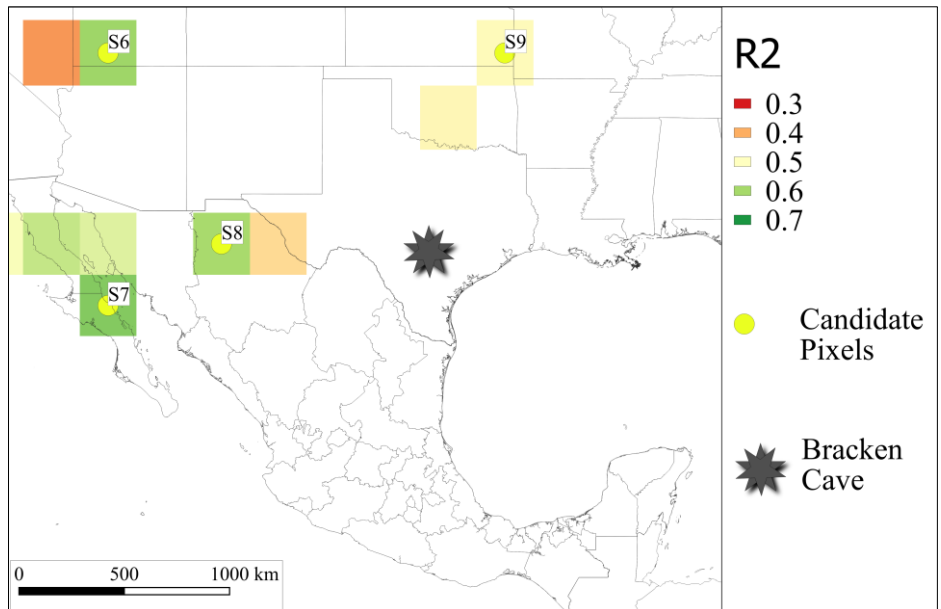 S6
S9
S8
S7
0
500
1000 km
R2
0.3
0.4
0.5
0.6
0.7
Candidate
Pixels
Bracken
Cave